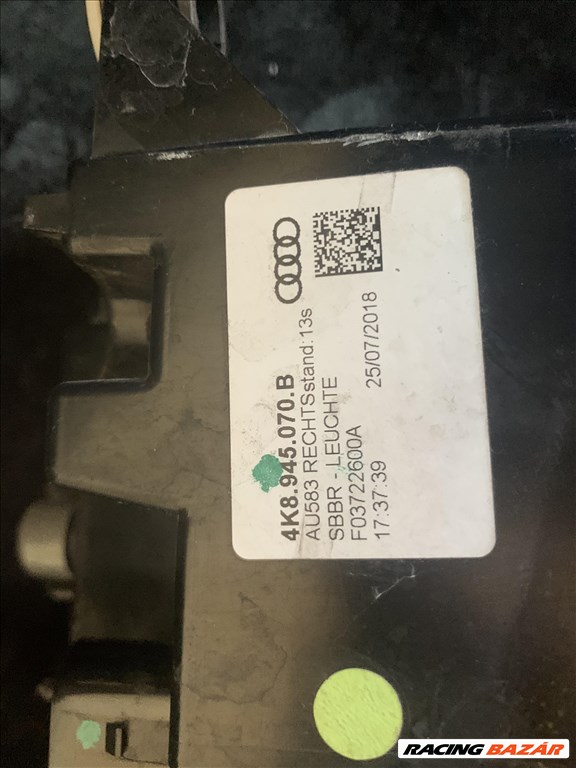 4K8.945.070.B
AU583 RECHTSstand:13s
SBBR - LEUCHTE
F03722600A
17:37:39 25/07/2018
RACING BAZÁR